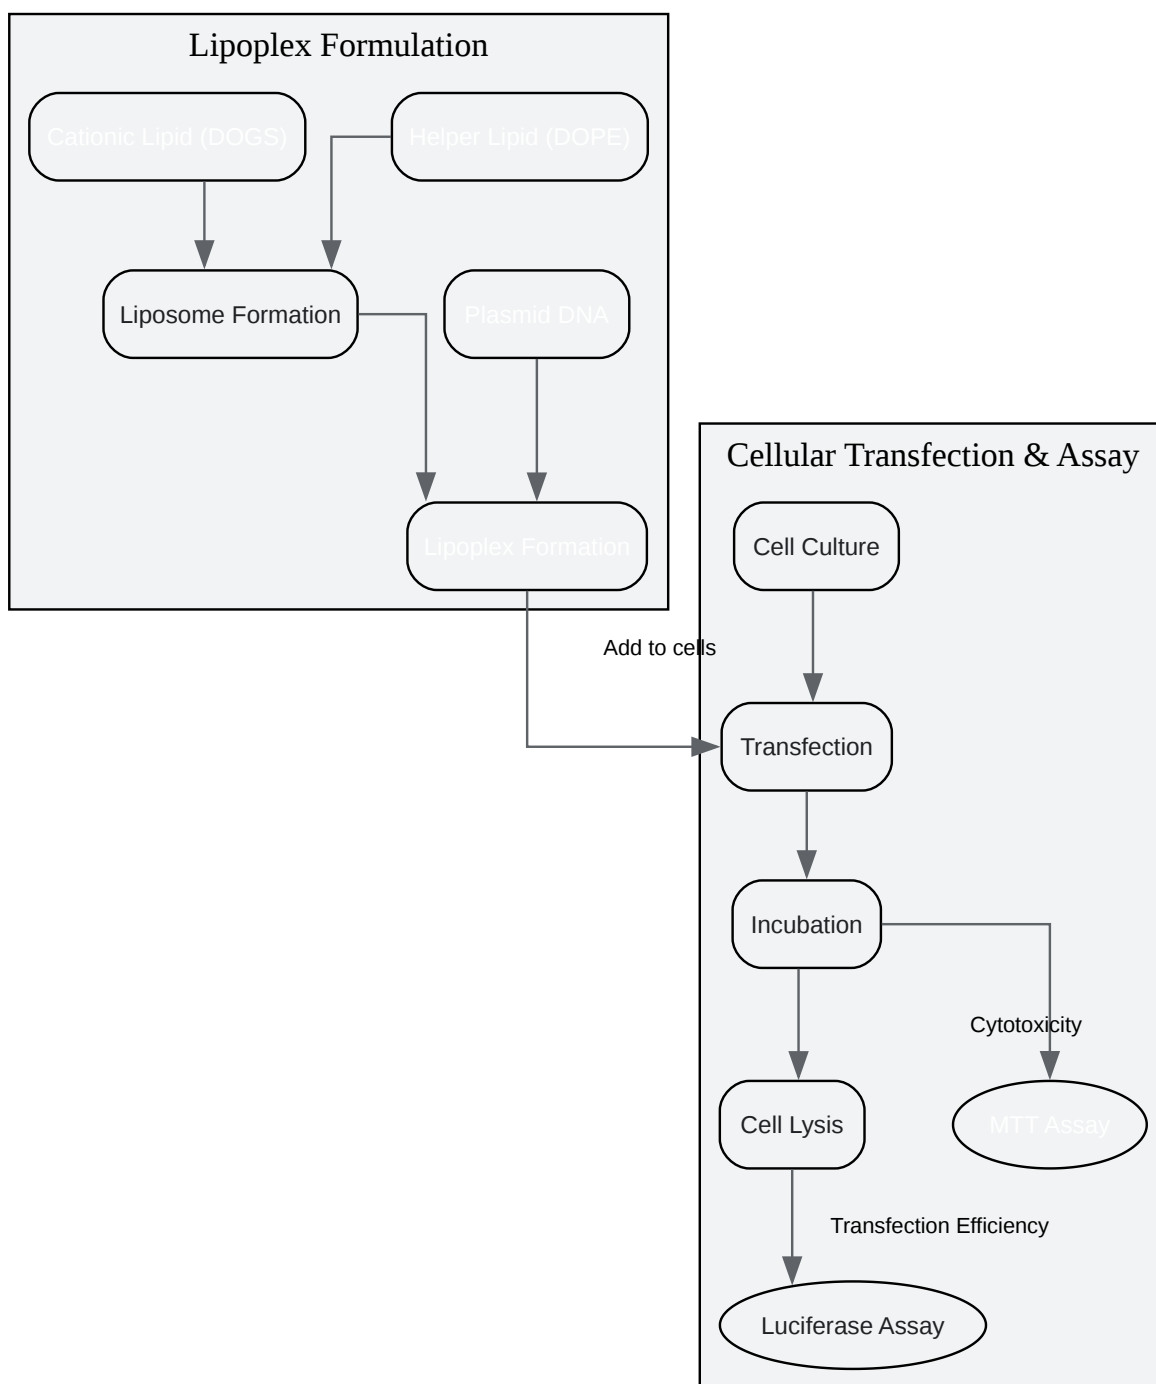 Lipoplex Formulation
Cationic Lipid (DOGS)
Helper Lipid (DOPE)
Liposome Formation
Plasmid DNA
Lipoplex Formation
Add to cells
Cellular Transfection & Assay
Cell Culture
Transfection
Incubation
Cytotoxicity
Cell Lysis
MTT Assay
Transfection Efficiency
Luciferase Assay